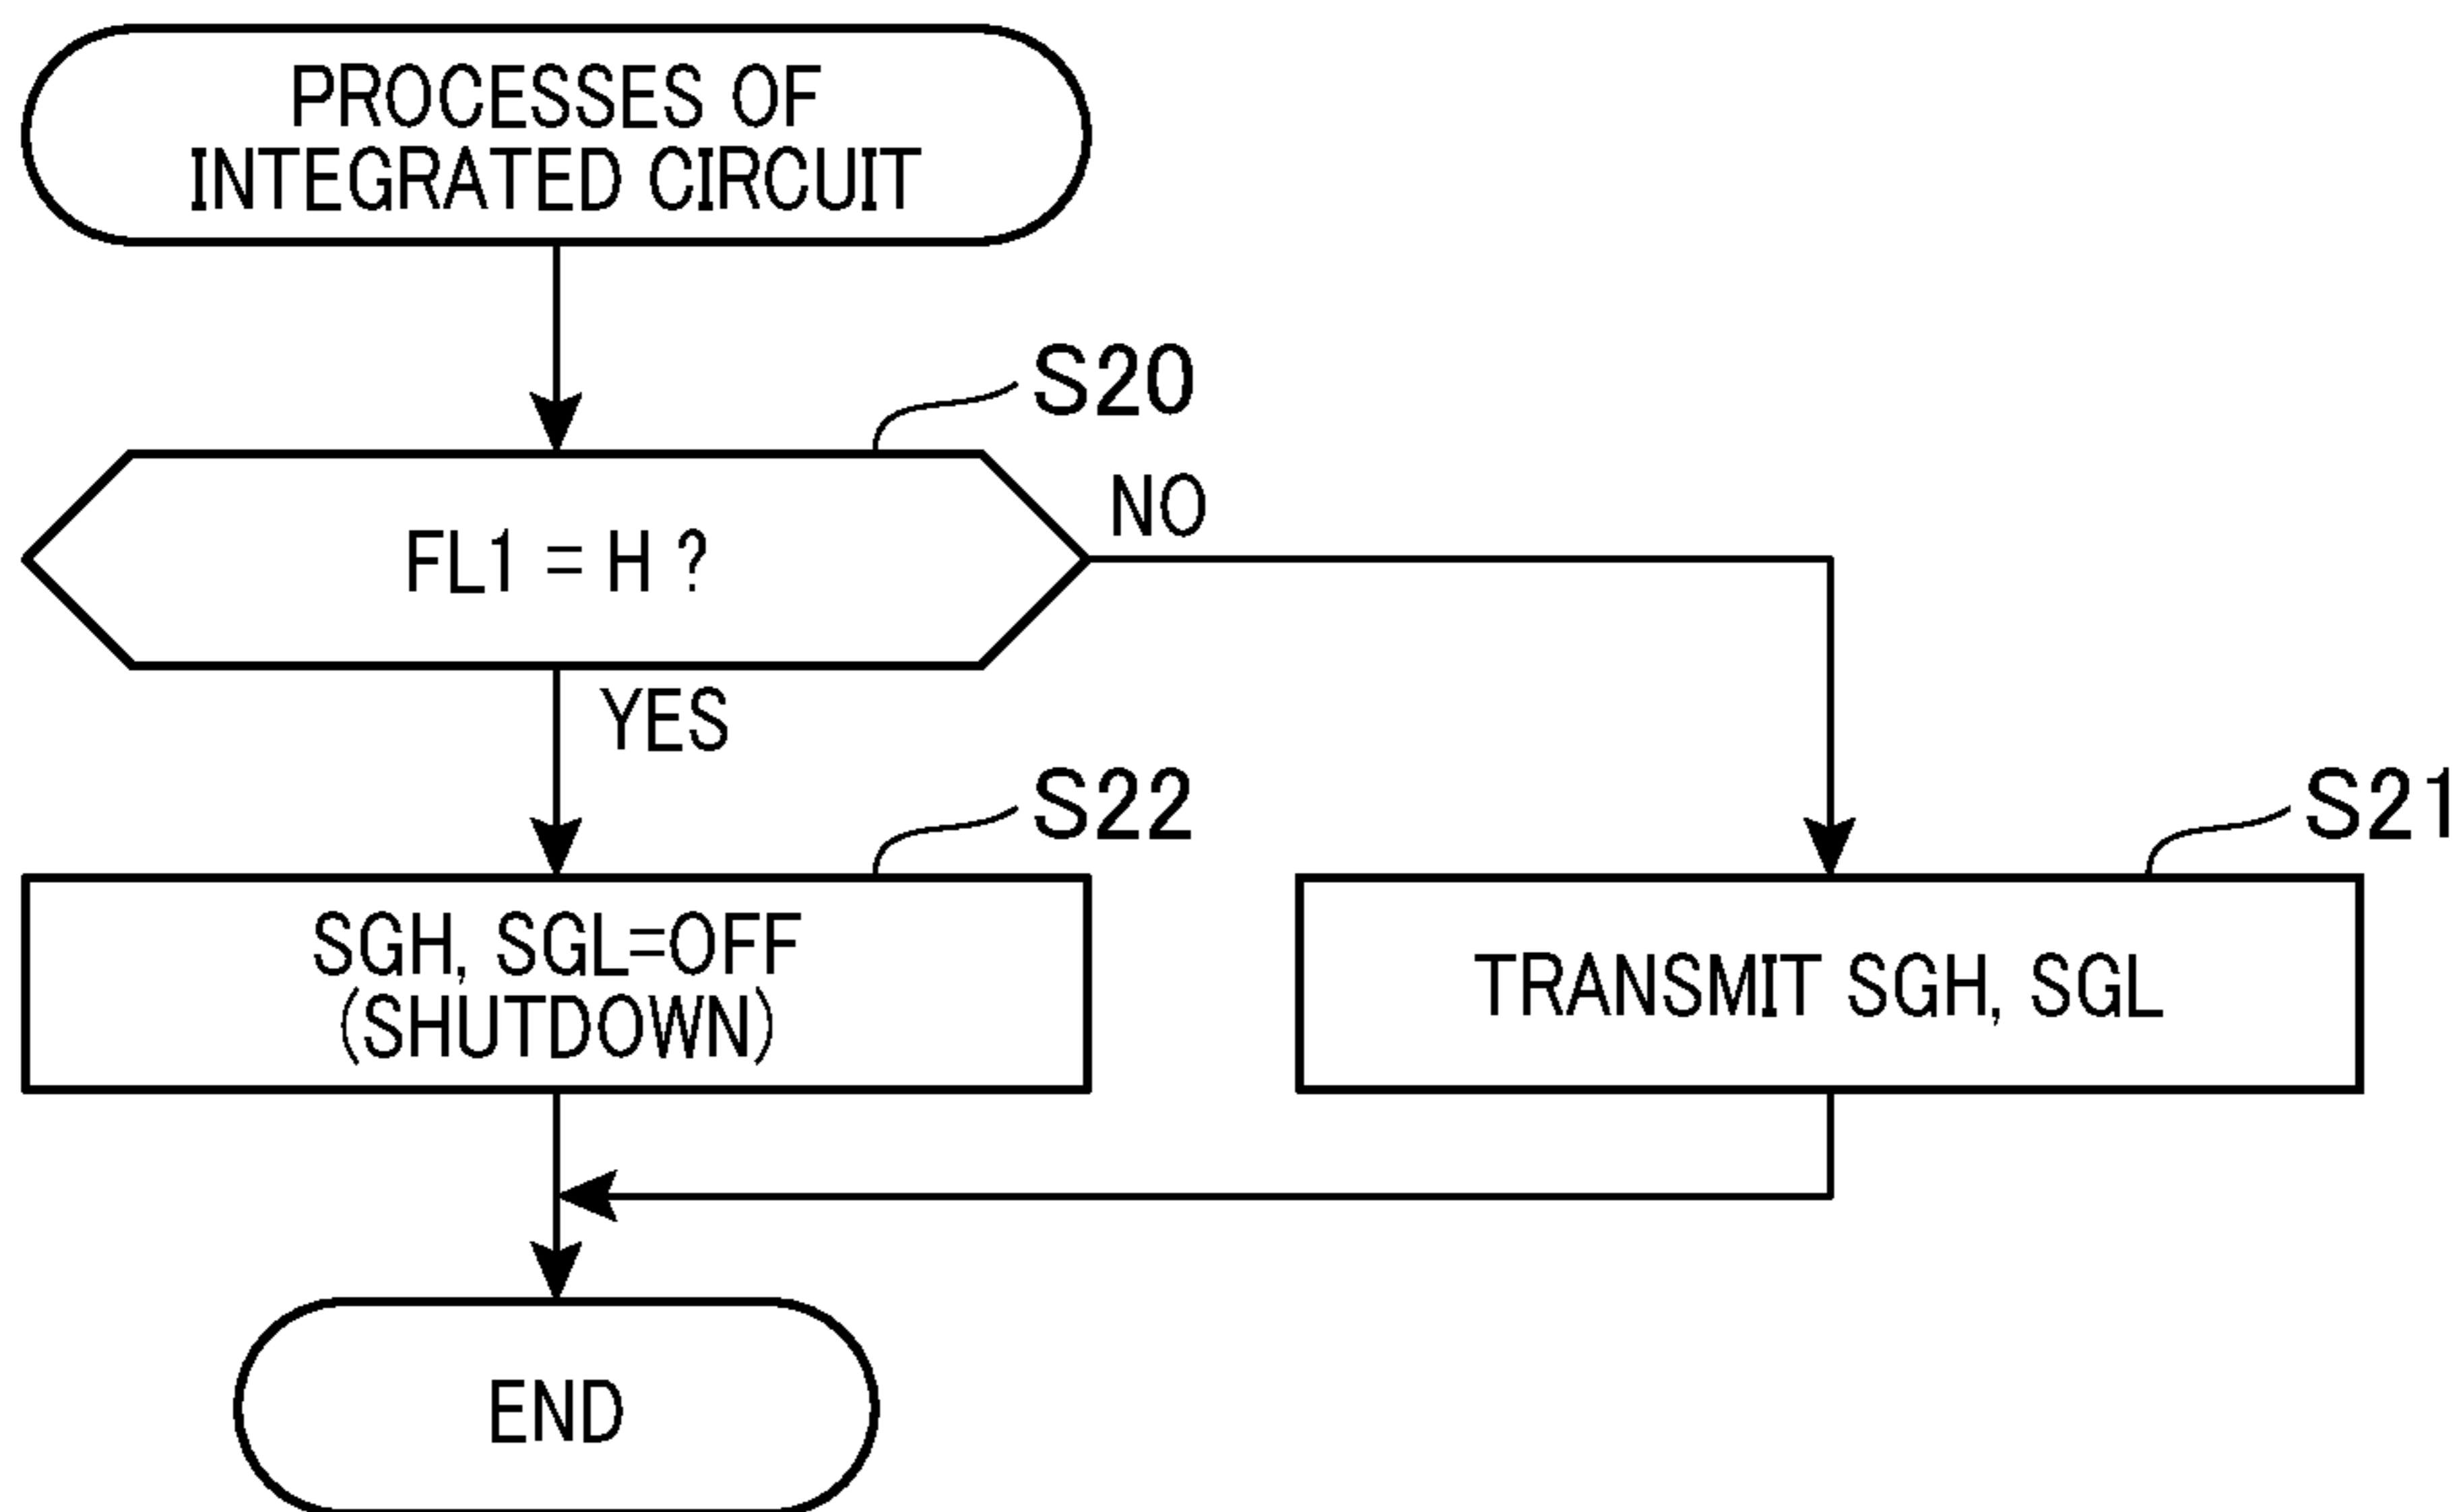 PROCESSES OF
INTEGRATED CIRCUIT
S20
FL1 = H ?
NO
YES
S22
SGH, SGL=OFF
(SHUTDOWN)
S21
TRANSMIT SGH, SGL
END